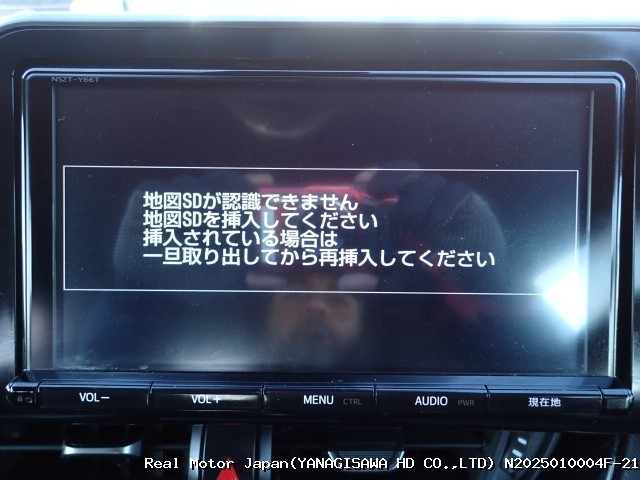 NSZT-Y66T
地図SDが認識できません
地図SDを挿入してください
挿入されている場合は
一旦取り出してから再挿入してください
VOL− VOL+ MENU CTRL AUDIO PWR 現在地
Real Motor Japan(YANAGISAWA HD CO.,LTD) N2025010004F-21